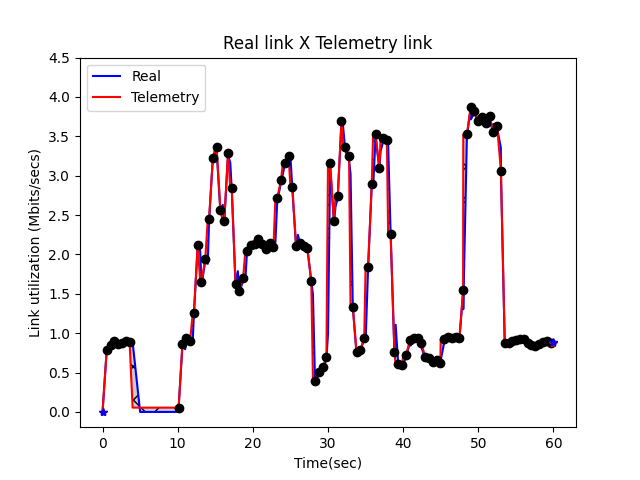 Real link X Telemetry link
Real
Telemetry
Link utilization (Mbits/secs)
4.5
4.0
3.5
3.0
2.5
2.0
1.5
1.0
0.5
0.0
0 10 20 30 40 50 60
Time(sec)